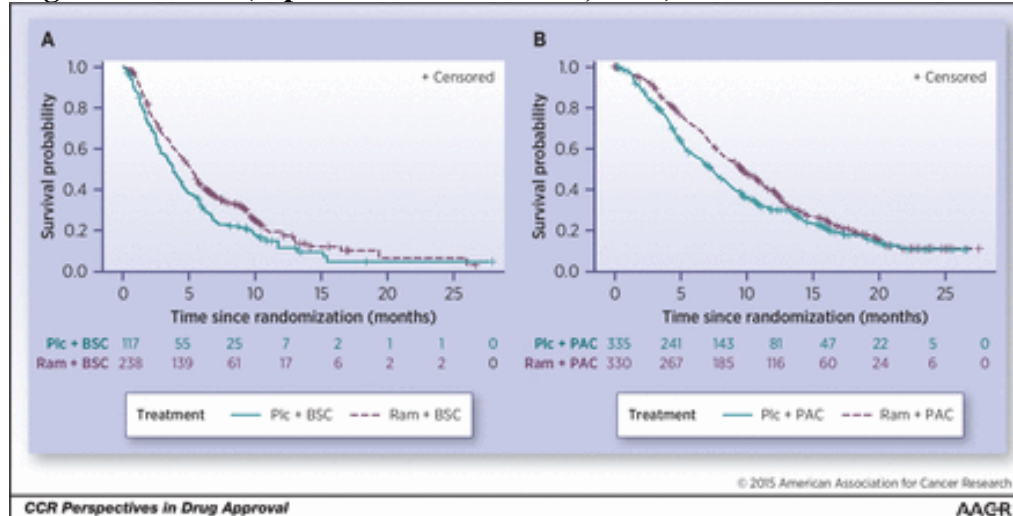 A
B
1.0
0.8
0.6
0.4
0.2
0.0
Survival probability
+ Censored
0 5 10 15 20 25
Time since randomization (months)
Plc + BSC 117 55 25 7 2 1 1 0
Ram + BSC 238 139 61 17 6 2 2 0
Treatment Plc + BSC Ram + BSC
1.0
0.8
0.6
0.4
0.2
0.0
Survival probability
+ Censored
0 5 10 15 20 25
Time since randomization (months)
Plc + PAC 335 241 143 81 47 22 5 0
Ram + PAC 330 267 185 116 60 24 6 0
Treatment Plc + PAC Ram + PAC
© 2015 American Association for Cancer Research
CCR Perspectives in Drug Approval
AACR